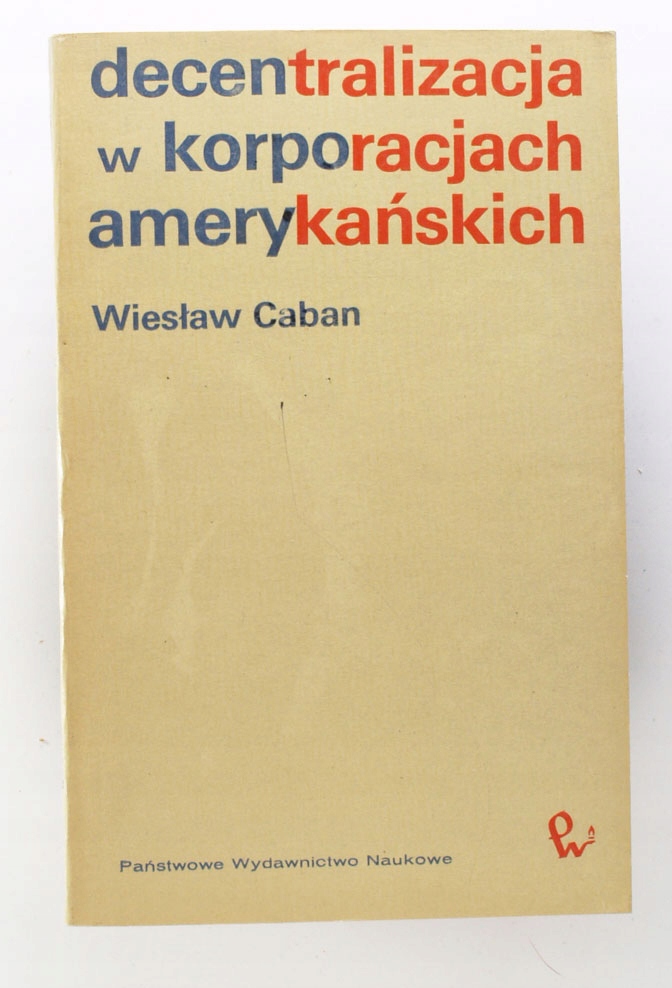 decentralizacja
w korporacjach
amerykańskich
Wiesław Caban
Państwowe Wydawnictwo Naukowe